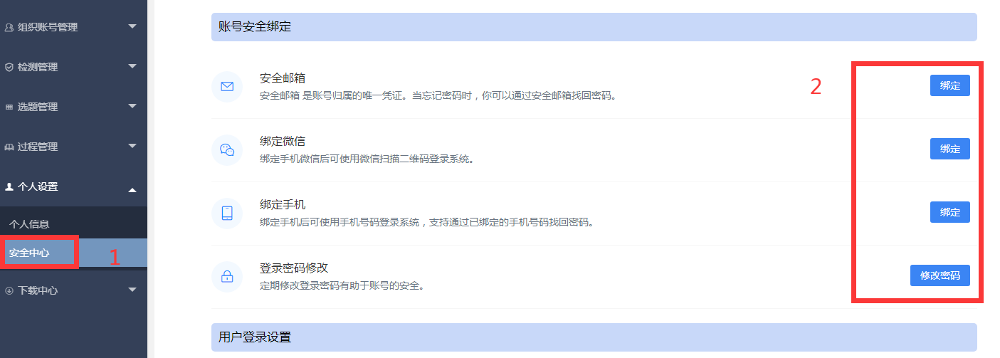 组织账号管理
检测管理
选题管理
过程管理
个人设置
个人信息
安全中心
1
下载中心
账号安全绑定
安全邮箱
安全邮箱 是账号归属的唯一凭证。当忘记密码时，你可以通过安全邮箱找回密码。
2
绑定
绑定微信
绑定手机微信后可使用微信扫描二维码登录系统。
绑定
绑定手机
绑定手机后可使用手机号码登录系统，支持通过已绑定的手机号码找回密码。
绑定
登录密码修改
定期修改登录密码有助于账号的安全。
修改密码
用户登录设置